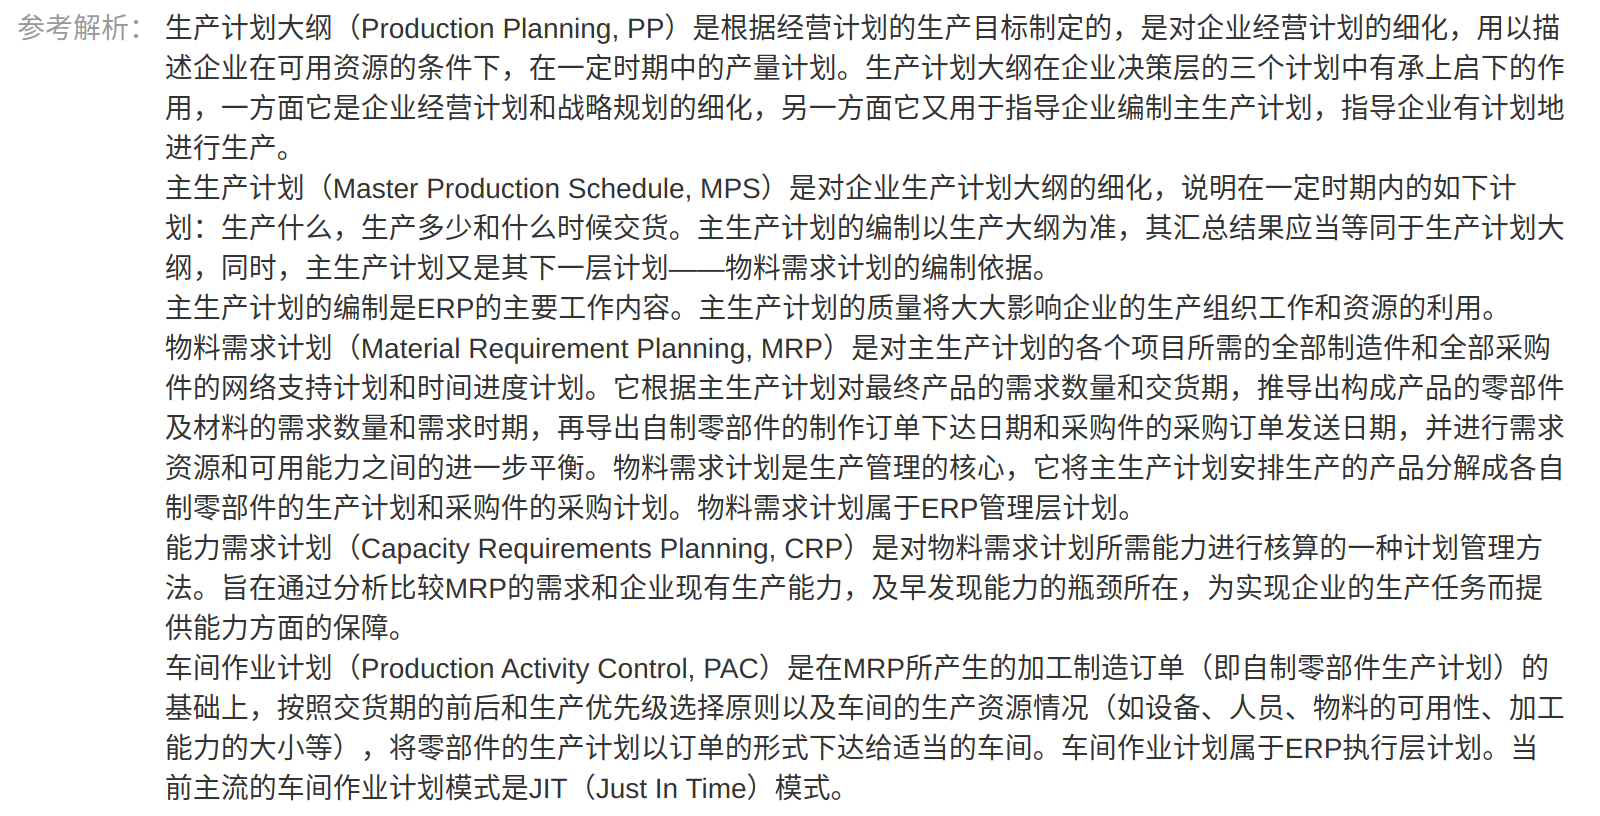 参考解析： 生产计划大纲（Production Planning, PP）是根据经营计划的生产目标制定的，是对企业经营计划的细化，用以描
述企业在可用资源的条件下，在一定时期中的产量计划。生产计划大纲在企业决策层的三个计划中有承上启下的作
用，一方面它是企业经营计划和战略规划的细化，另一方面它又用于指导企业编制主生产计划，指导企业有计划地
进行生产。
主生产计划（Master Production Schedule, MPS）是对企业生产计划大纲的细化，说明在一定时期内的如下计
划：生产什么，生产多少和什么时候交货。主生产计划的编制以生产大纲为准，其汇总结果应当等同于生产计划大
纲，同时，主生产计划又是其下一层计划——物料需求计划的编制依据。
主生产计划的编制是ERP的主要工作内容。主生产计划的质量将大大影响企业的生产组织工作和资源的利用。
物料需求计划（Material Requirement Planning, MRP）是对主生产计划的各个项目所需的全部制造件和全部采购
件的网络支持计划和时间进度计划。它根据主生产计划对最终产品的需求数量和交货期，推导出构成产品的零部件
及材料的需求数量和需求时期，再导出自制零部件的制作订单下达日期和采购件的采购订单发送日期，并进行需求
资源和可用能力之间的进一步平衡。物料需求计划是生产管理的核心，它将主生产计划安排生产的产品分解成各自
制零部件的生产计划和采购件的采购计划。物料需求计划属于ERP管理层计划。
能力需求计划（Capacity Requirements Planning, CRP）是对物料需求计划所需能力进行核算的一种计划管理方
法。旨在通过分析比较MRP的需求和企业现有生产能力，及早发现能力的瓶颈所在，为实现企业的生产任务而提
供能力方面的保障。
车间作业计划（Production Activity Control, PAC）是在MRP所产生的加工制造订单（即自制零部件生产计划）的
基础上，按照交货期的前后和生产优先级选择原则以及车间的生产资源情况（如设备、人员、物料的可用性、加工
能力的大小等），将零部件的生产计划以订单的形式下达给适当的车间。车间作业计划属于ERP执行层计划。当
前主流的车间作业计划模式是JIT（Just In Time）模式。